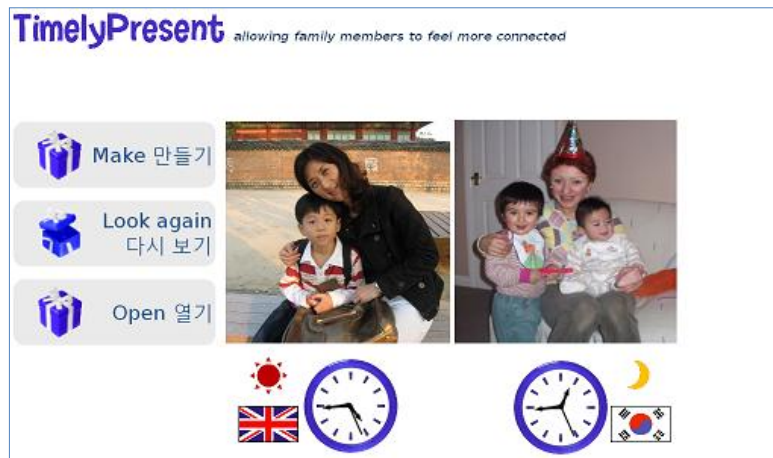 TimelyPresent allowing family members to feel more connected
Make 만들기
Look again
다시 보기
Open 열기